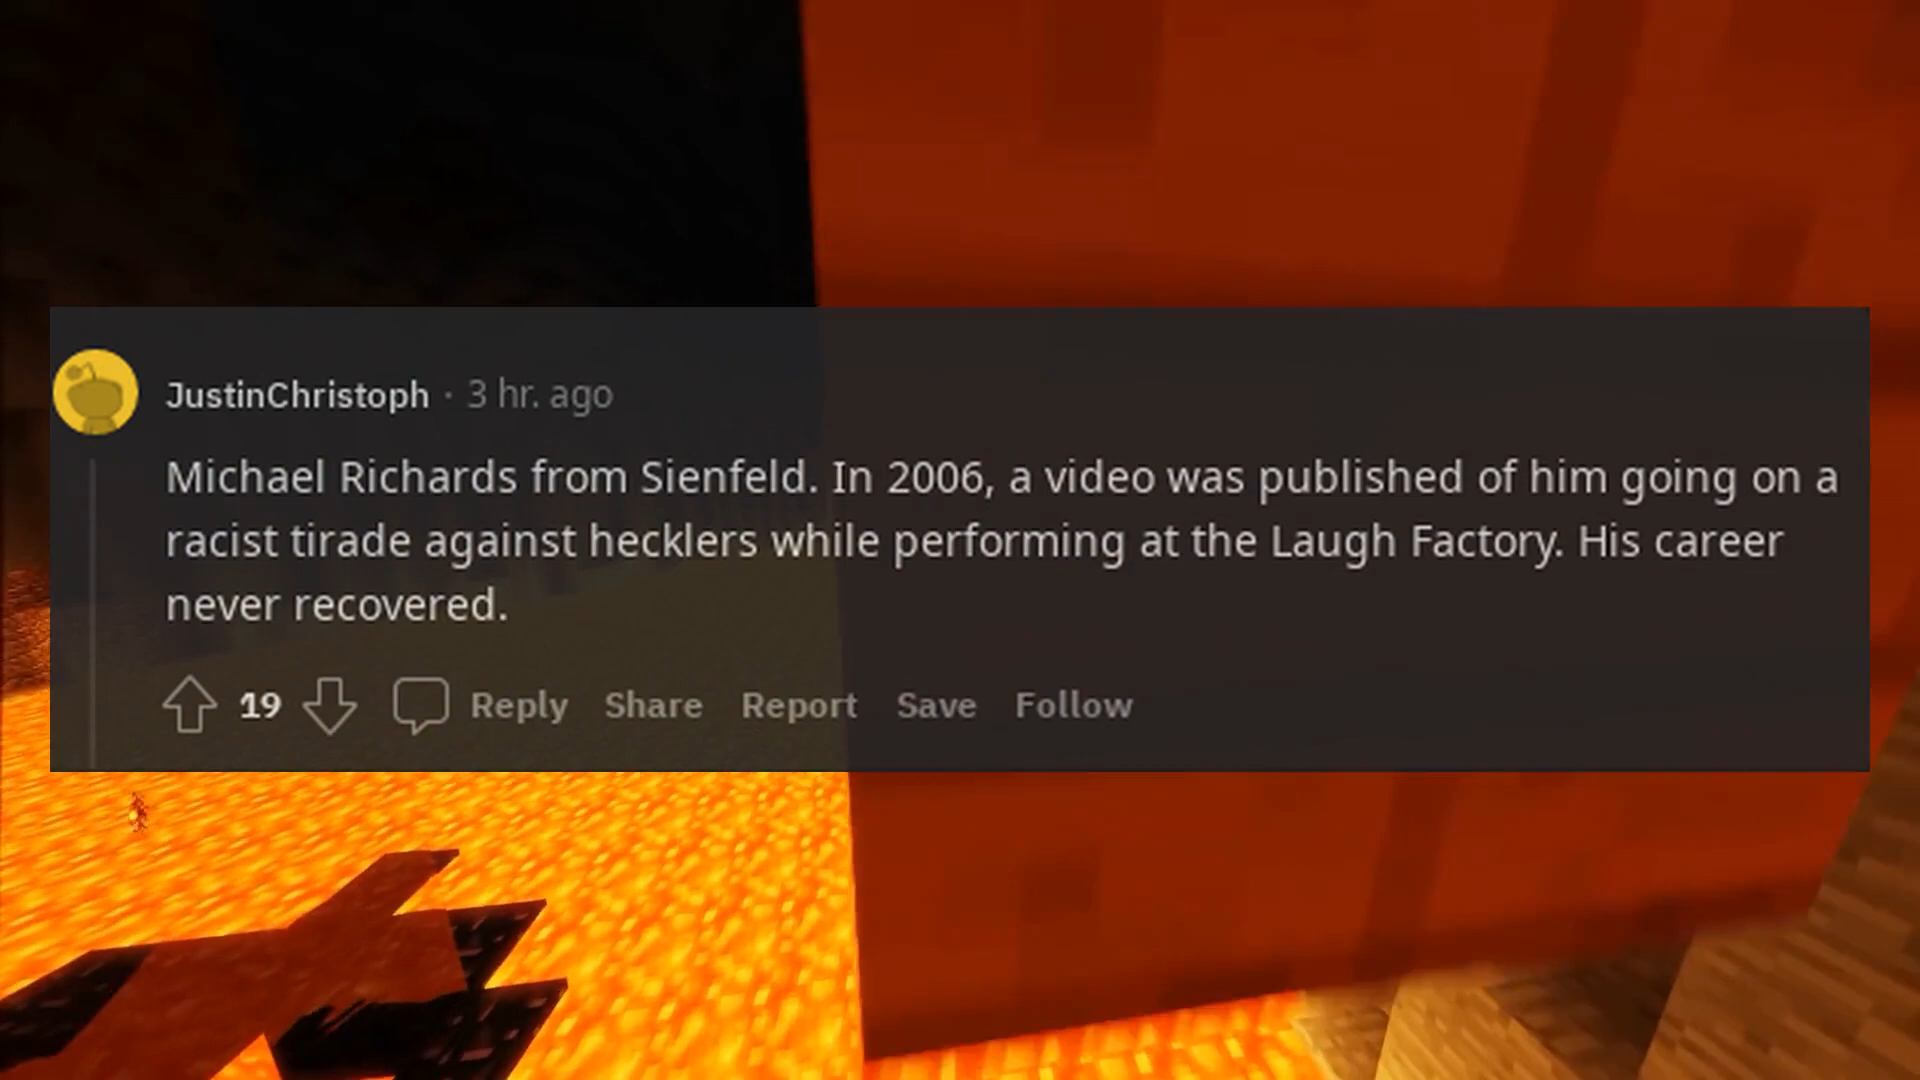 JustinChristoph · 3 hr. ago
Michael Richards from Sienfeld. In 2006, a video was published of him going on a
racist tirade against hecklers while performing at the Laugh Factory. His career
never recovered.
19 Reply Share Report Save Follow